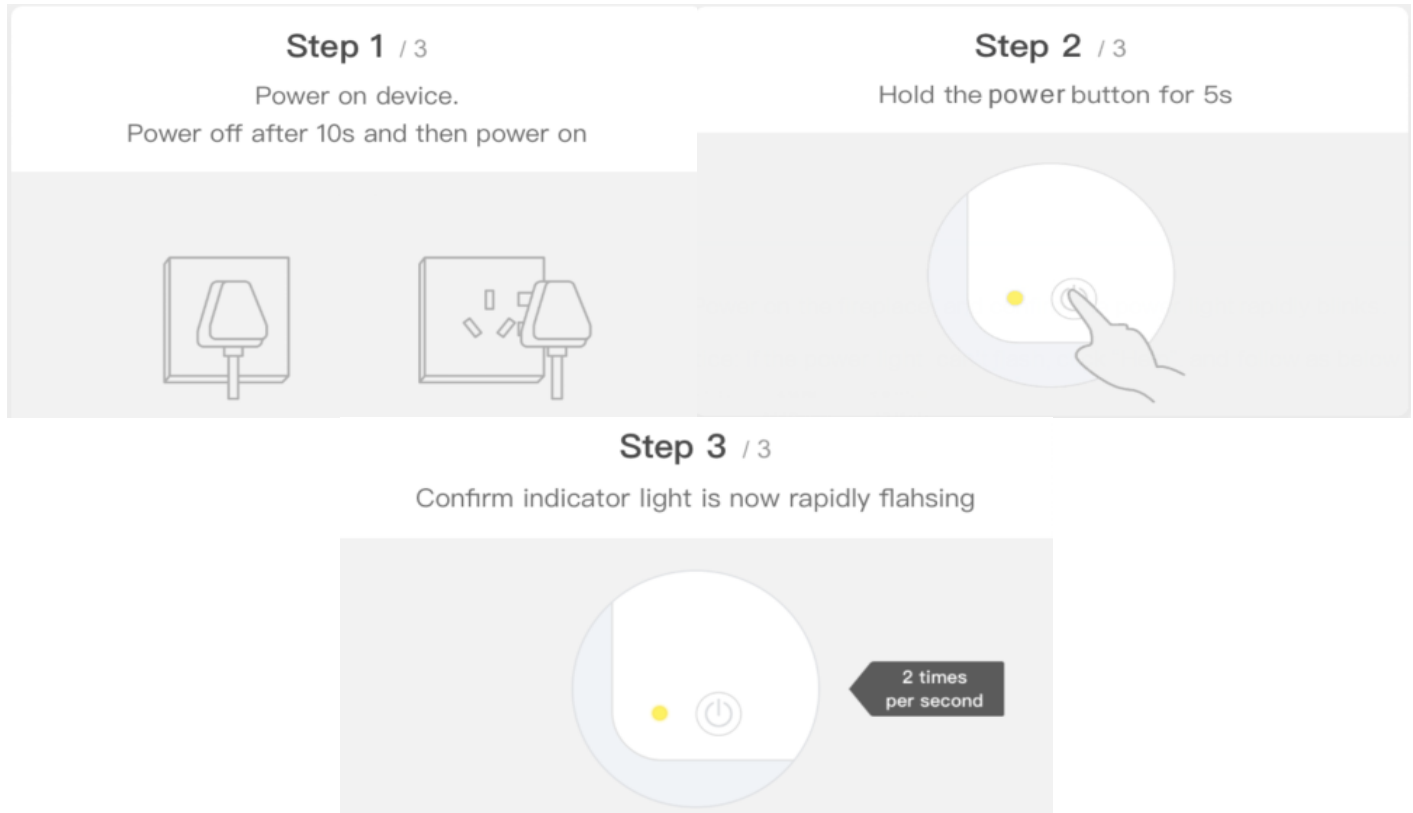 Step 1 / 3
Power on device.
Power off after 10s and then power on
Step 2 / 3
Hold the power button for 5s
Step 3 / 3
Confirm indicator light is now rapidly flahsing
2 times
per second